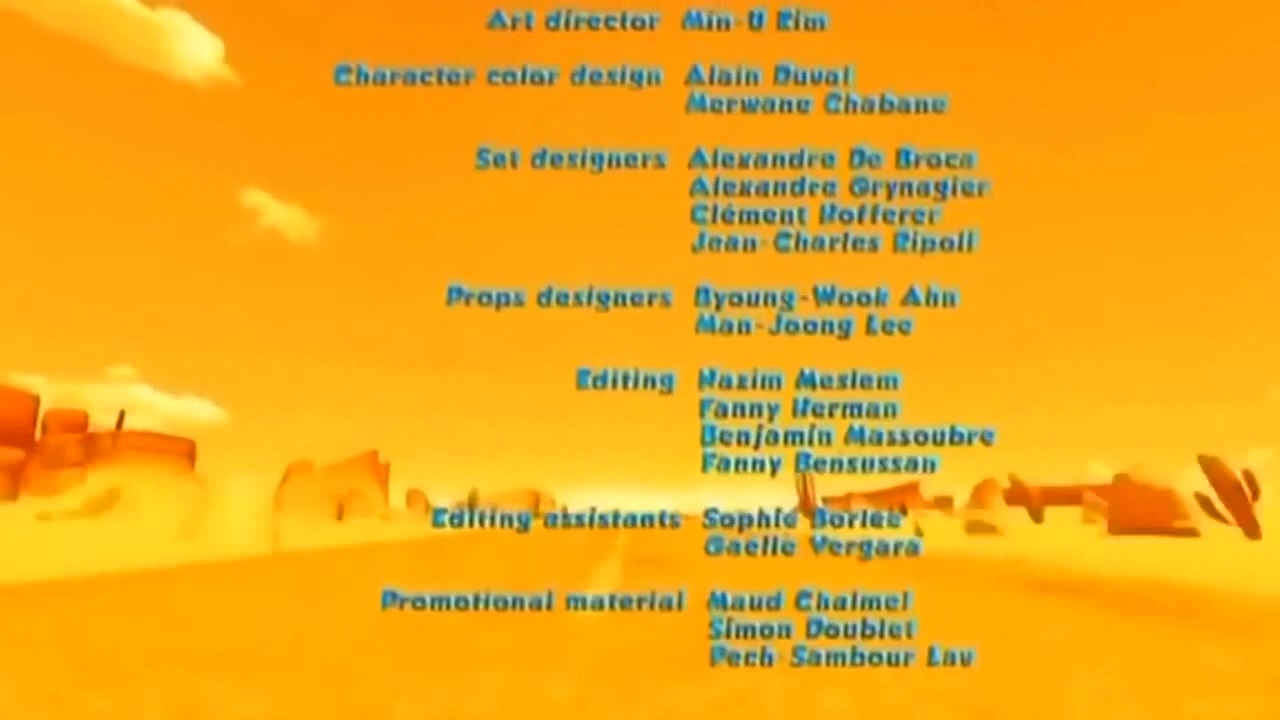 Art director Min-U Kim
Character color design Alain Duval
Merwane Chabane
Set designers Alexandre De Broca
Alexandre Grynagier
Clément Hofferer
Jean-Charles Ripoll
Props designers Byoung-Wook Ahn
Man-Joong Lee
Editing Nazim Meslem
Fanny Herman
Benjamin Massoubre
Fanny Bensussan
Editing assistants Sophie Borlée
Gaëlle Vergara
Promotional material Maud Chalmel
Simon Doublet
Pech-Sambour Lav